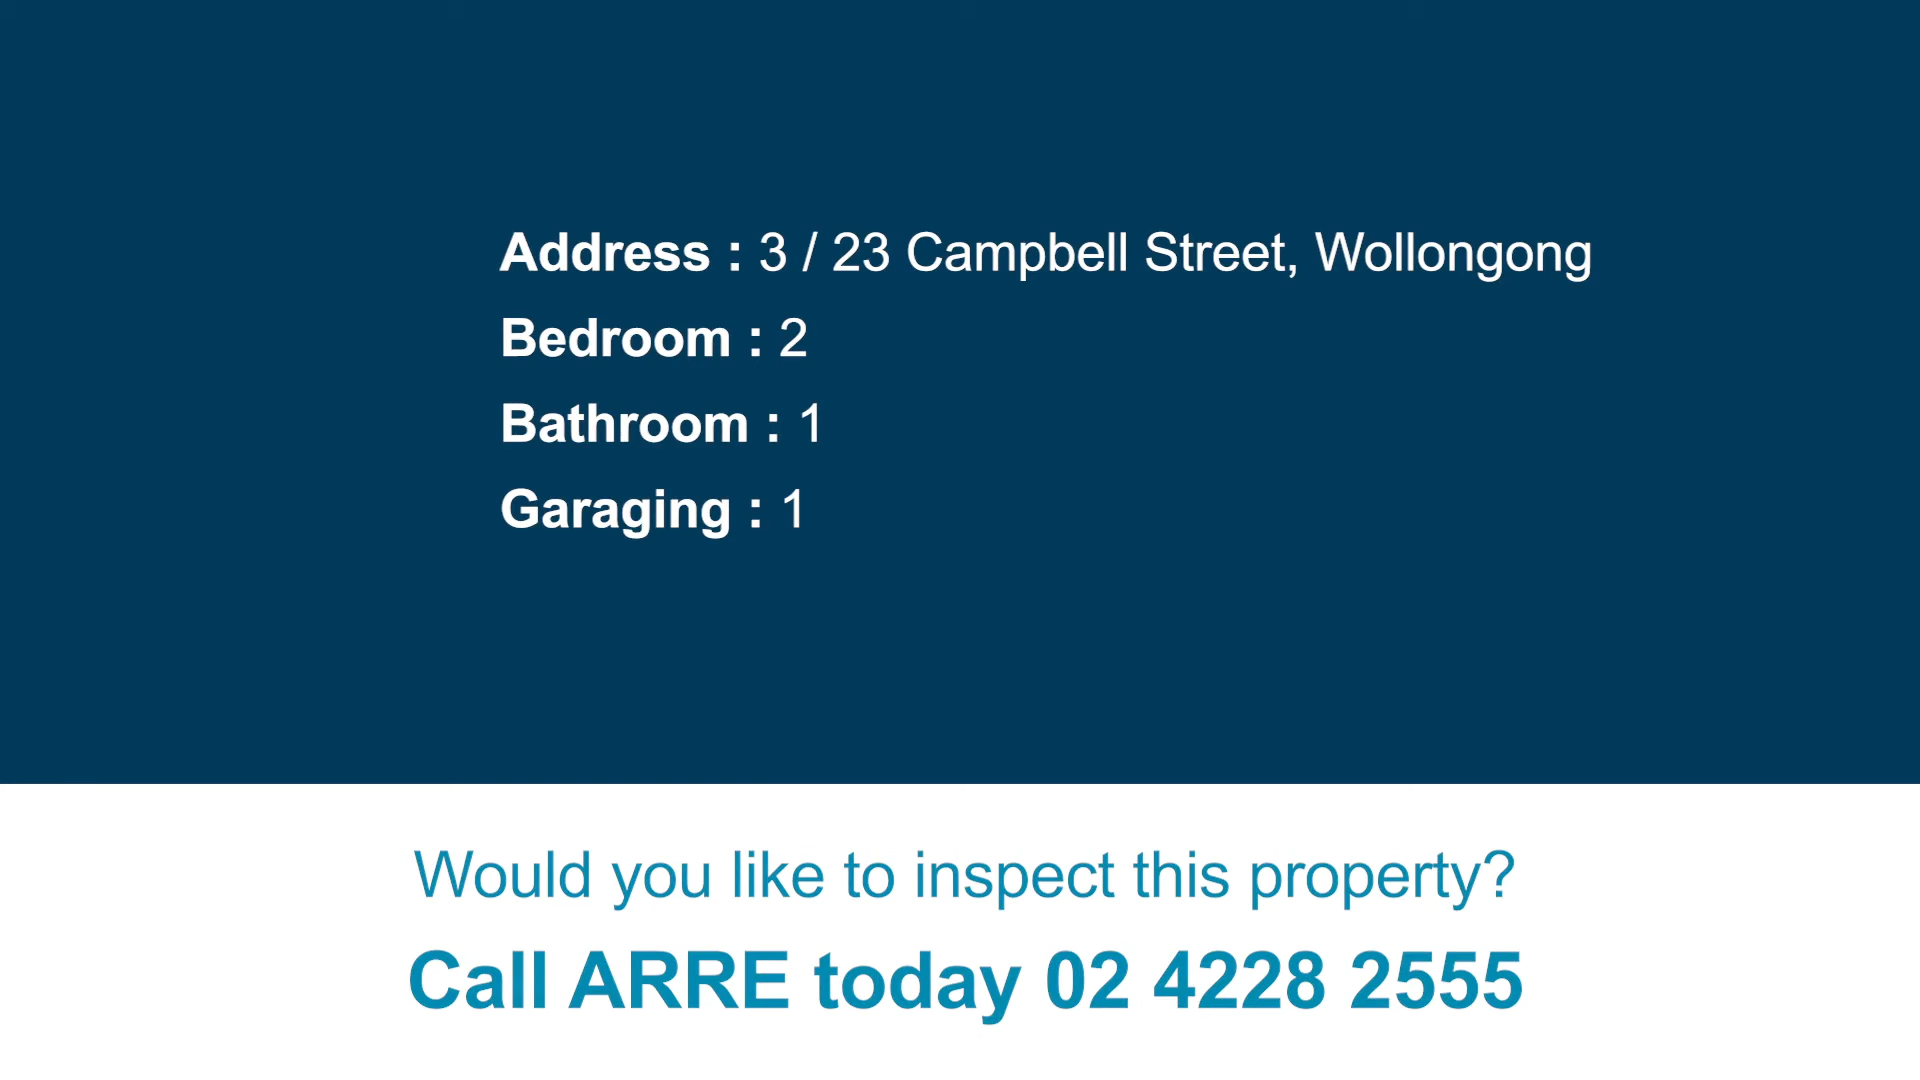 Address : 3 / 23 Campbell Street, Wollongong
Bedroom : 2
Bathroom : 1
Garaging : 1
Would you like to inspect this property?
Call ARRE today 02 4228 2555